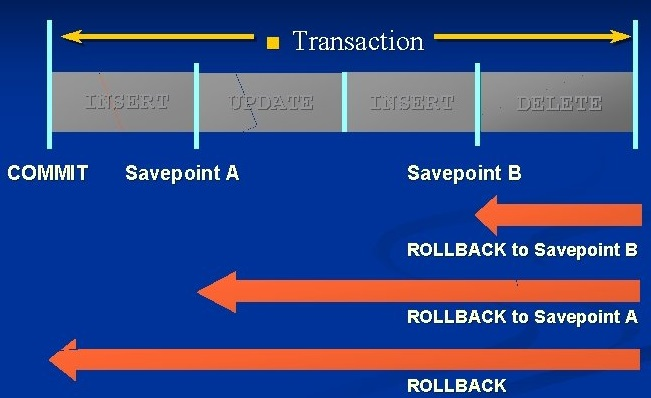 ■ Transaction
INSERT UPDATE INSERT DELETE
COMMIT Savepoint A Savepoint B
ROLLBACK to Savepoint B
ROLLBACK to Savepoint A
ROLLBACK